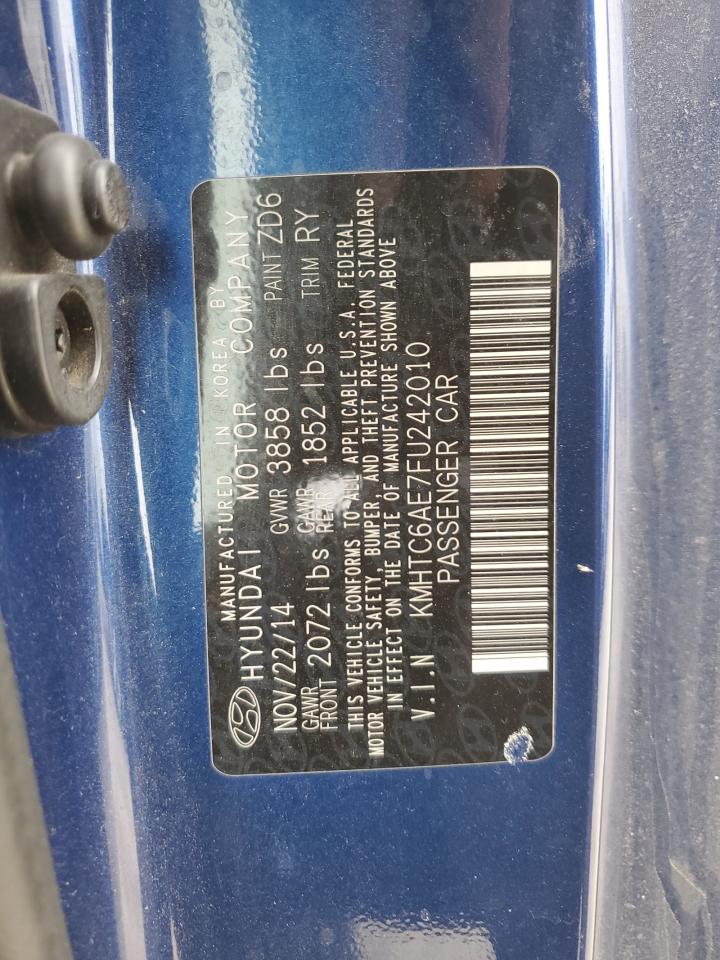 MANUFACTURED IN KOREA BY
HYUNDAI MOTOR COMPANY
NOV/22/14 GVWR 3858 lbs PAINT ZD6
GAWR FRONT 2072 lbs GAWR REAR 1852 lbs TRIM RY
THIS VEHICLE CONFORMS TO ALL APPLICABLE U.S.A. FEDERAL
MOTOR VEHICLE SAFETY, BUMPER, AND THEFT PREVENTION STANDARDS
IN EFFECT ON THE DATE OF MANUFACTURE SHOWN ABOVE
V.I.N KMHTC6AE7FU242010
PASSENGER CAR